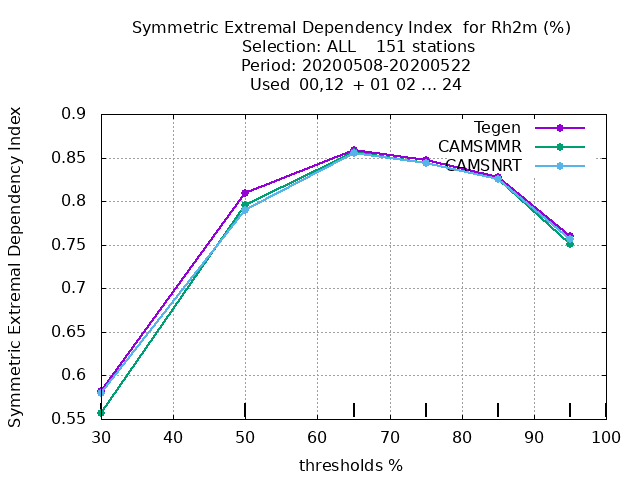 Symmetric Extremal Dependency Index  for Rh2m (%)
Selection: ALL    151 stations
Period: 20200508-20200522
Used  00,12  + 01 02 ... 24
Symmetric Extremal Dependency Index
0.9
0.85
0.8
0.75
0.7
0.65
0.6
0.55
Tegen
CAMSMMR
CAMSNRT
30 40 50 60 70 80 90 100
thresholds %